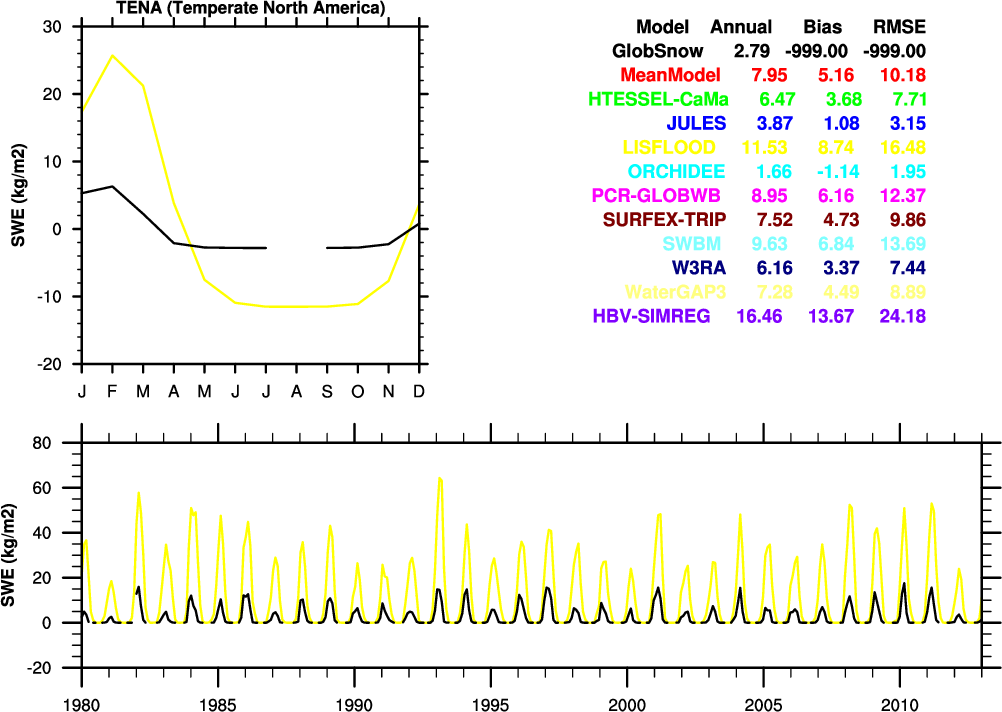 TENA (Temperate North America)
30
20
10
0
-10
-20
SWE (kg/m2)
J F M A M J J A S O N D
Model Annual Bias RMSE
GlobSnow 2.79 -999.00 -999.00
MeanModel 7.95 5.16 10.18
HTESSEL-CaMa 6.47 3.68 7.71
JULES 3.87 1.08 3.15
LISFLOOD 11.53 8.74 16.48
ORCHIDEE 1.66 -1.14 1.95
PCR-GLOBWB 8.95 6.16 12.37
SURFEX-TRIP 7.52 4.73 9.86
SWBM 9.63 6.84 13.69
W3RA 6.16 3.37 7.44
WaterGAP3 7.28 4.49 8.89
HBV-SIMREG 16.46 13.67 24.18
80
60
40
20
0
-20
SWE (kg/m2)
1980 1985 1990 1995 2000 2005 2010